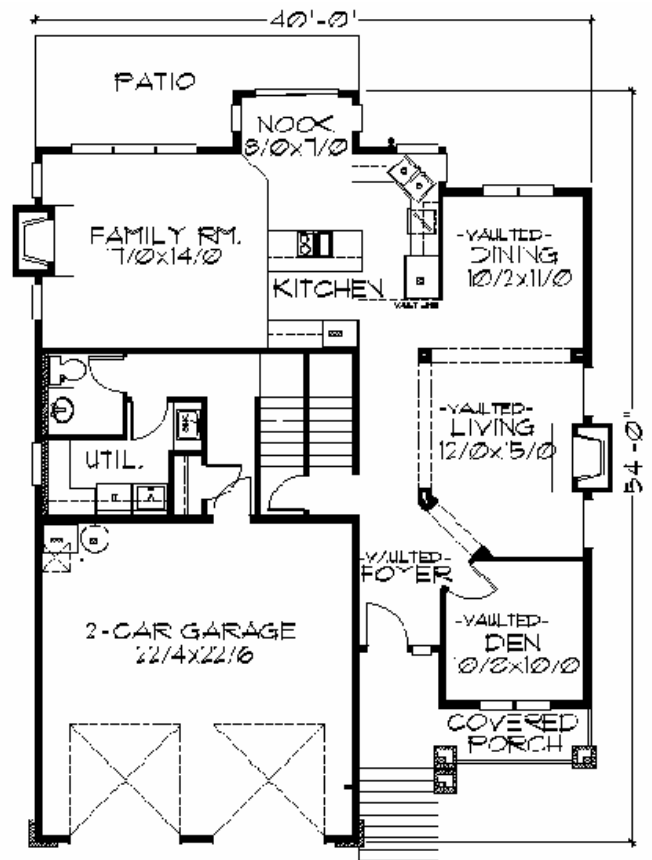 40'-0"
PATIO
NOOK
8/0x7/0
FAMILY RM.
17/0x14/0
-VAULTED-
DINING
10/2x11/0
KITCHEN
-VAULTED-
LIVING
12/0x15/0
54'-0"
UTIL.
-VAULTED-
FOYER
2-CAR GARAGE
22/4x22/6
-VAULTED-
DEN
10/0x10/0
COVERED
PORCH